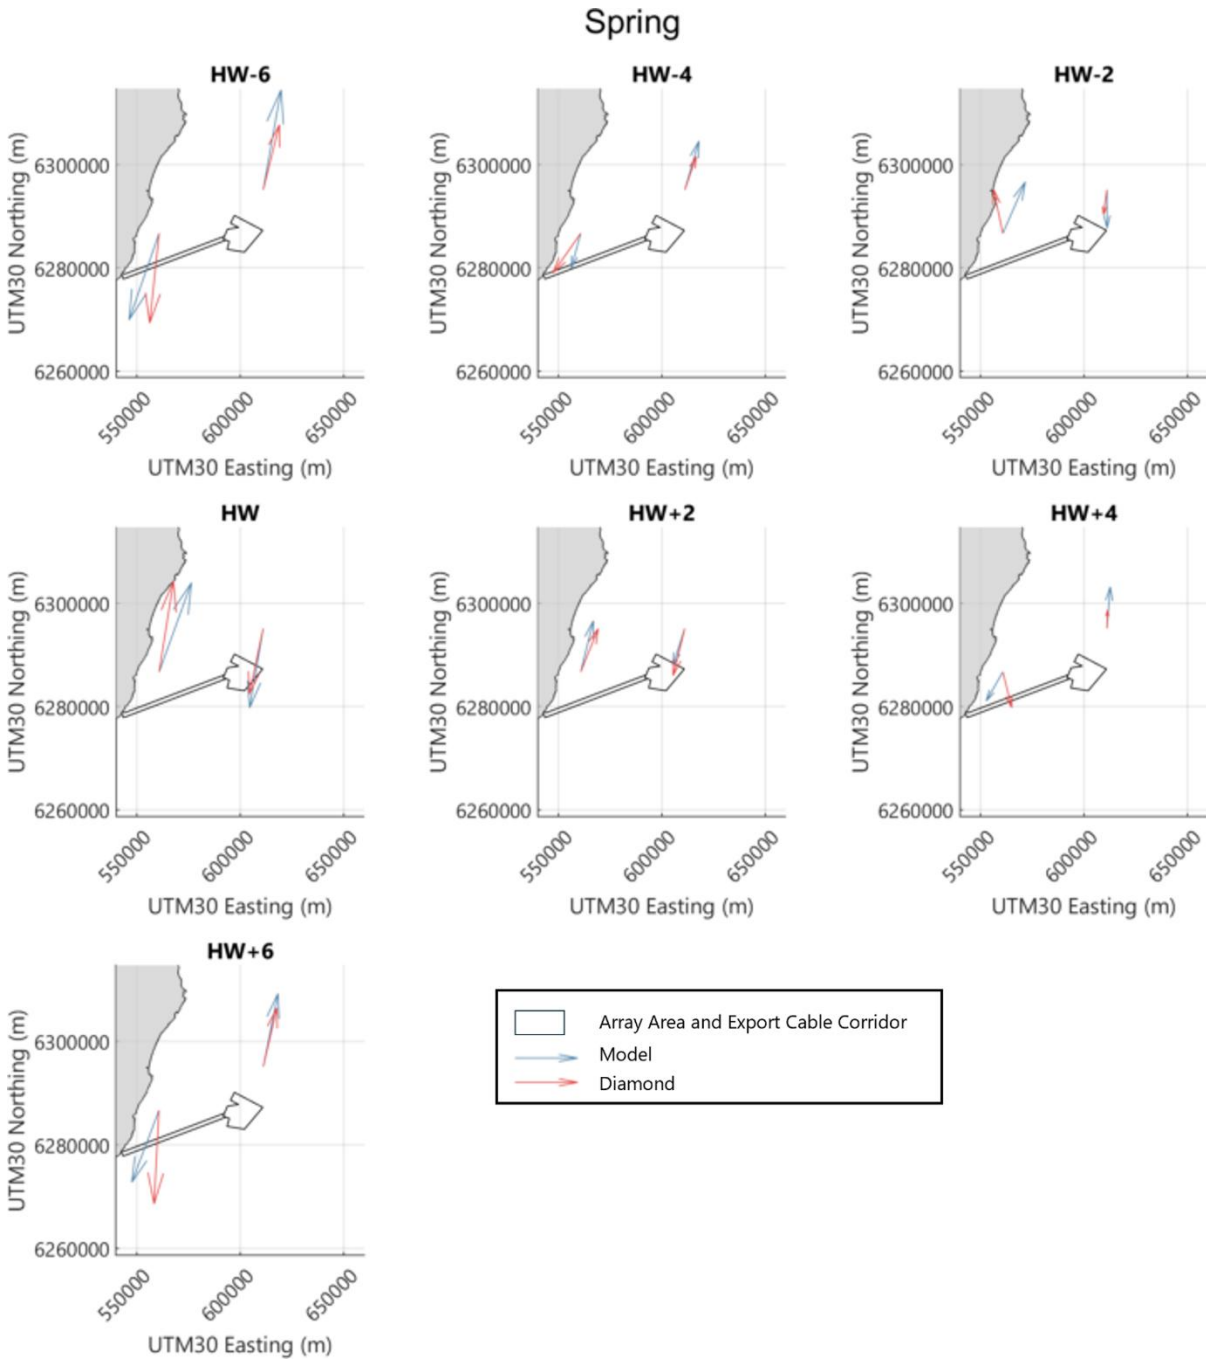 Spring
HW-6
UTM30 Northing (m)
6300000
6280000
6260000
550000
600000
650000
UTM30 Easting (m)
HW-4
UTM30 Northing (m)
6300000
6280000
6260000
550000
600000
650000
UTM30 Easting (m)
HW-2
UTM30 Northing (m)
6300000
6280000
6260000
550000
600000
650000
UTM30 Easting (m)
HW
UTM30 Northing (m)
6300000
6280000
6260000
550000
600000
650000
UTM30 Easting (m)
HW+2
UTM30 Northing (m)
6300000
6280000
6260000
550000
600000
650000
UTM30 Easting (m)
HW+4
UTM30 Northing (m)
6300000
6280000
6260000
550000
600000
650000
UTM30 Easting (m)
HW+6
UTM30 Northing (m)
6300000
6280000
6260000
550000
600000
650000
UTM30 Easting (m)
Array Area and Export Cable Corridor
Model
Diamond